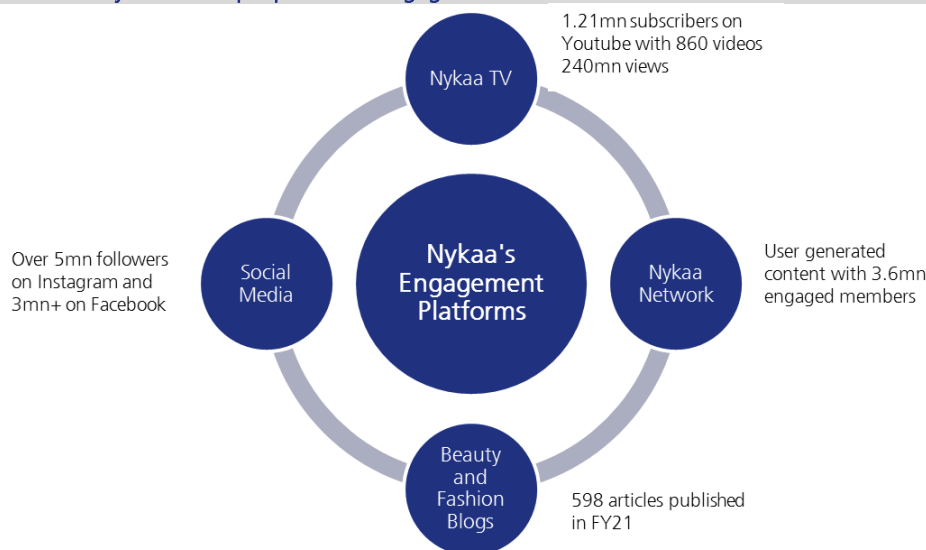 1.21mn subscribers on
Youtube with 860 videos
240mn views
Nykaa TV
Over 5mn followers
on Instagram and
3mn+ on Facebook
Social
Media
Nykaa's
Engagement
Platforms
Nykaa
Network
User generated
content with 3.6mn
engaged members
Beauty
and
Fashion
Blogs
598 articles published
in FY21